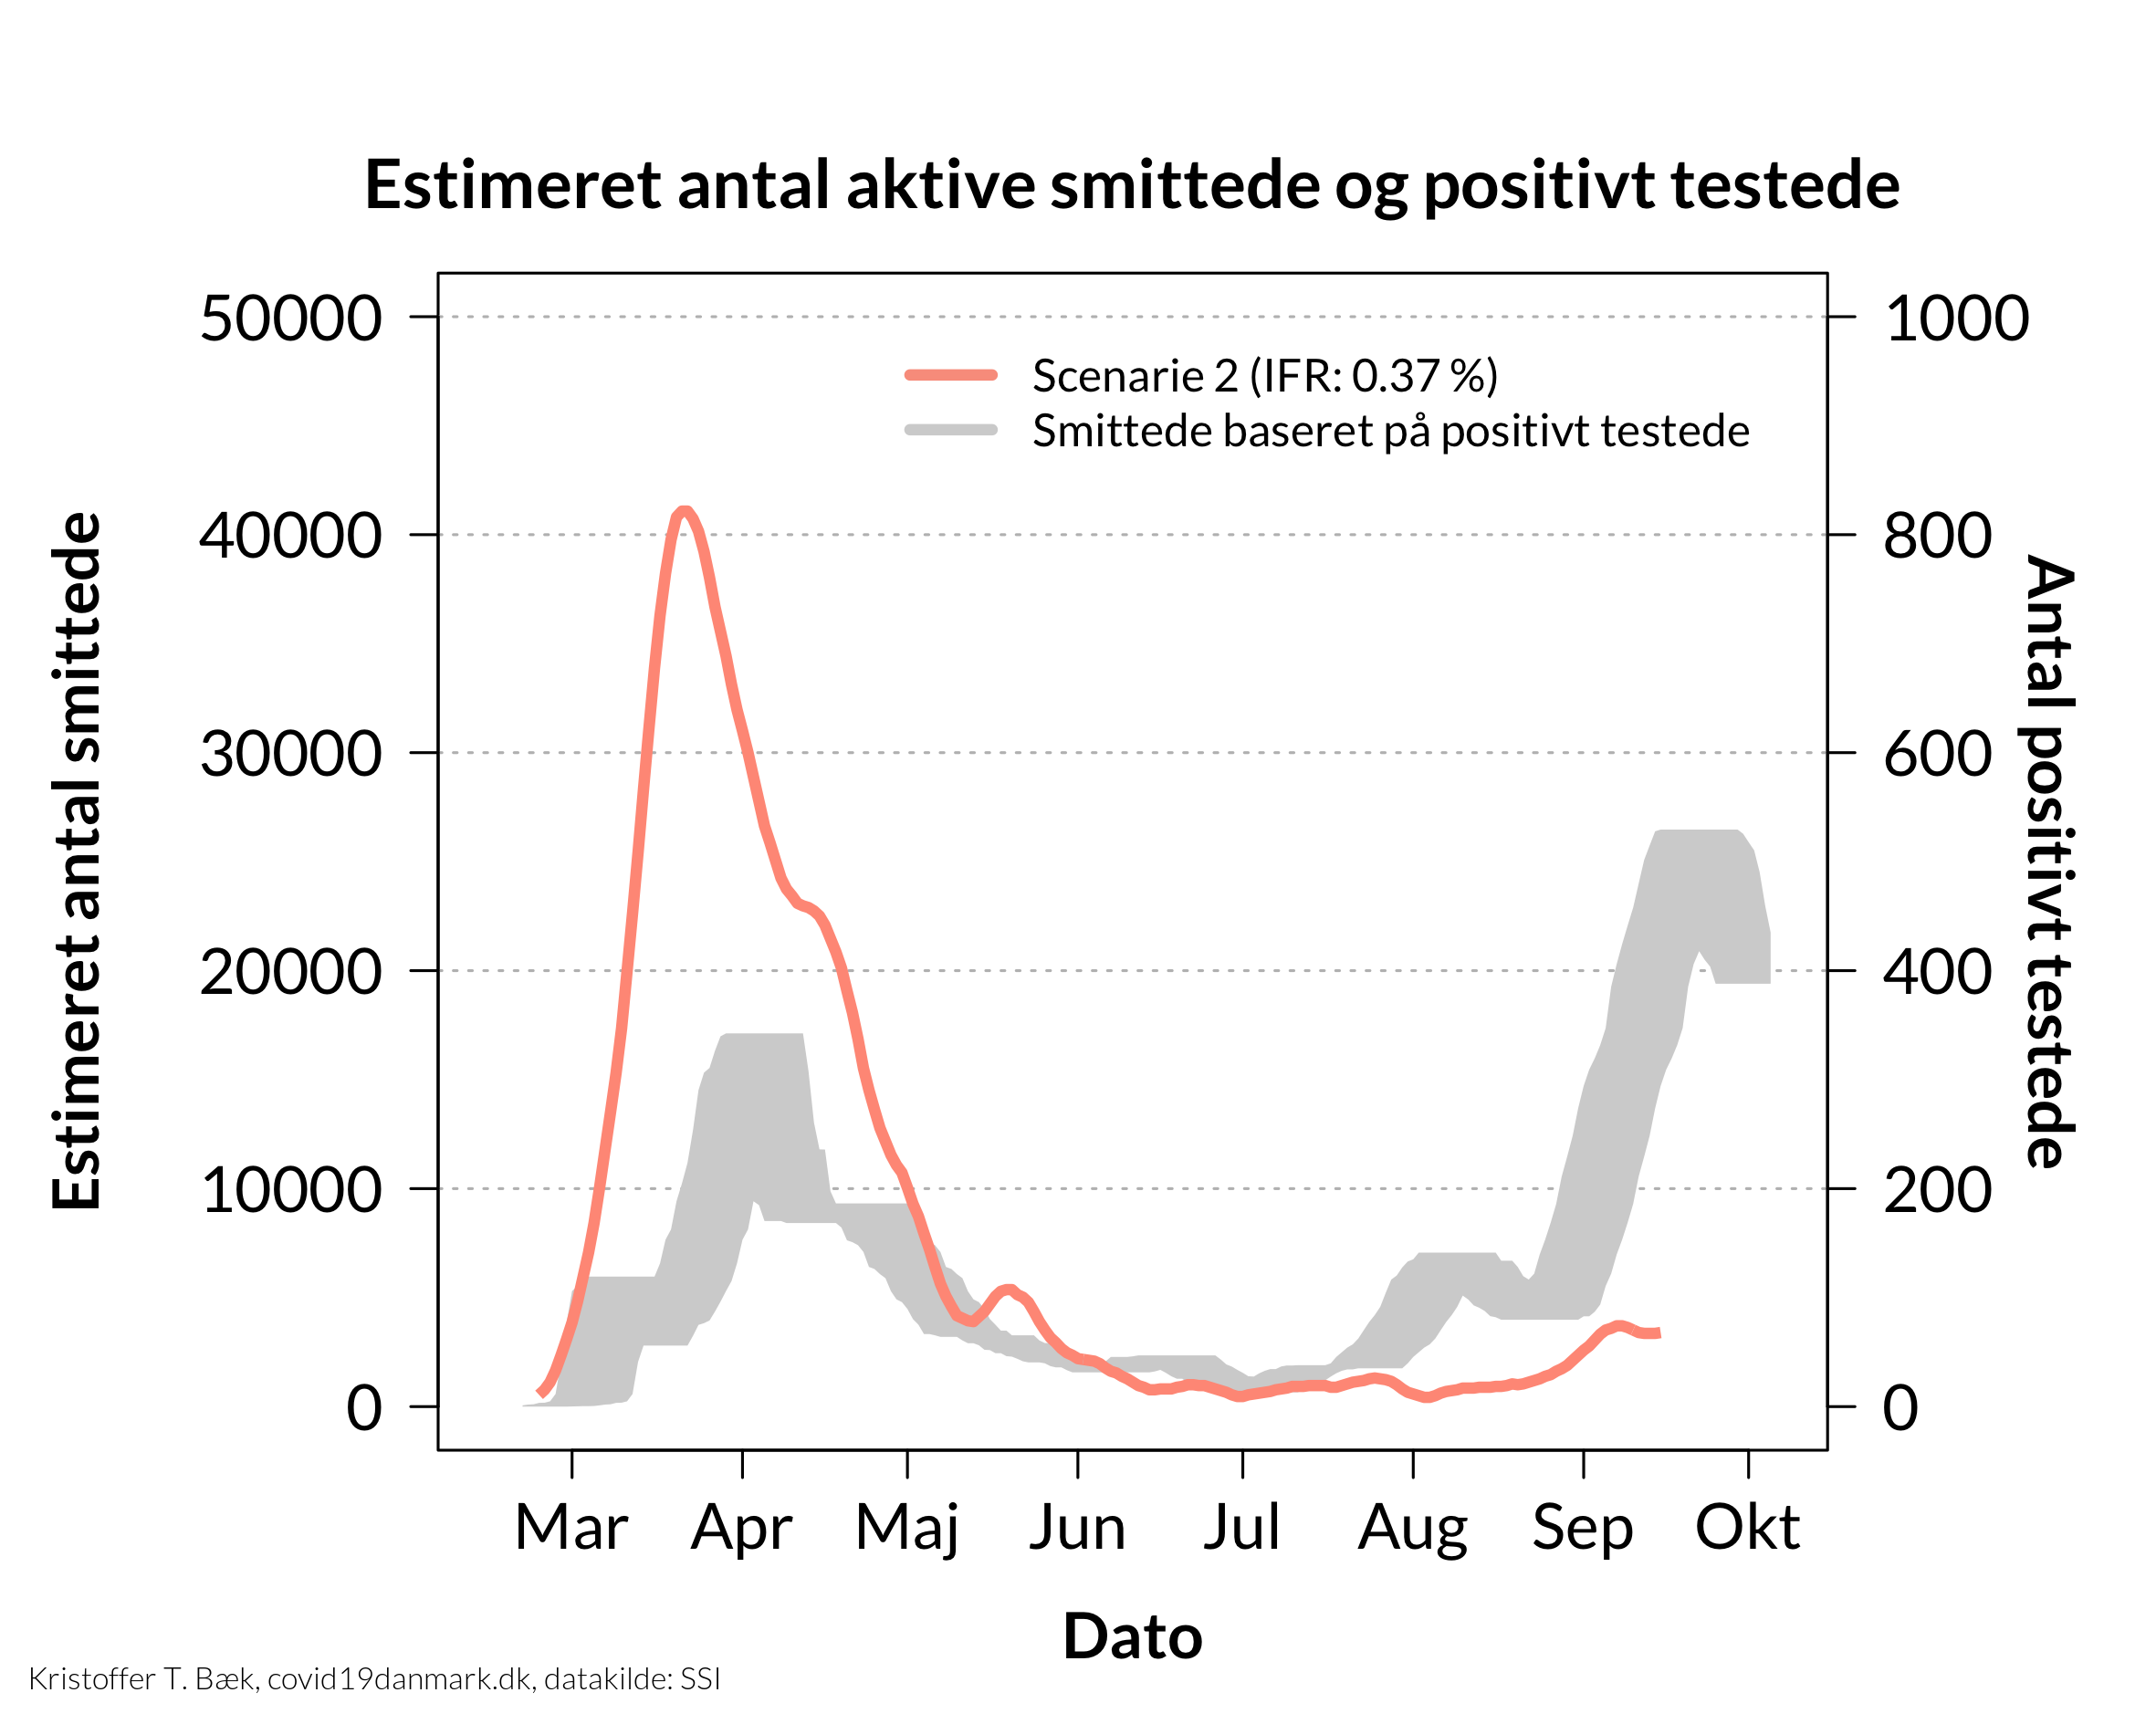 Estimeret antal aktive smittede og positivt testede
Scenarie 2 (IFR: 0.37 %)
Smittede baseret på positivt testede
Estimeret antal smittede
50000
40000
30000
20000
10000
0
1000
800
600
400
200
0
Antal positivt testede
Mar Apr Maj Jun Jul Aug Sep Okt
Dato
Kristoffer T. Bæk, covid19danmark.dk, datakilde: SSI